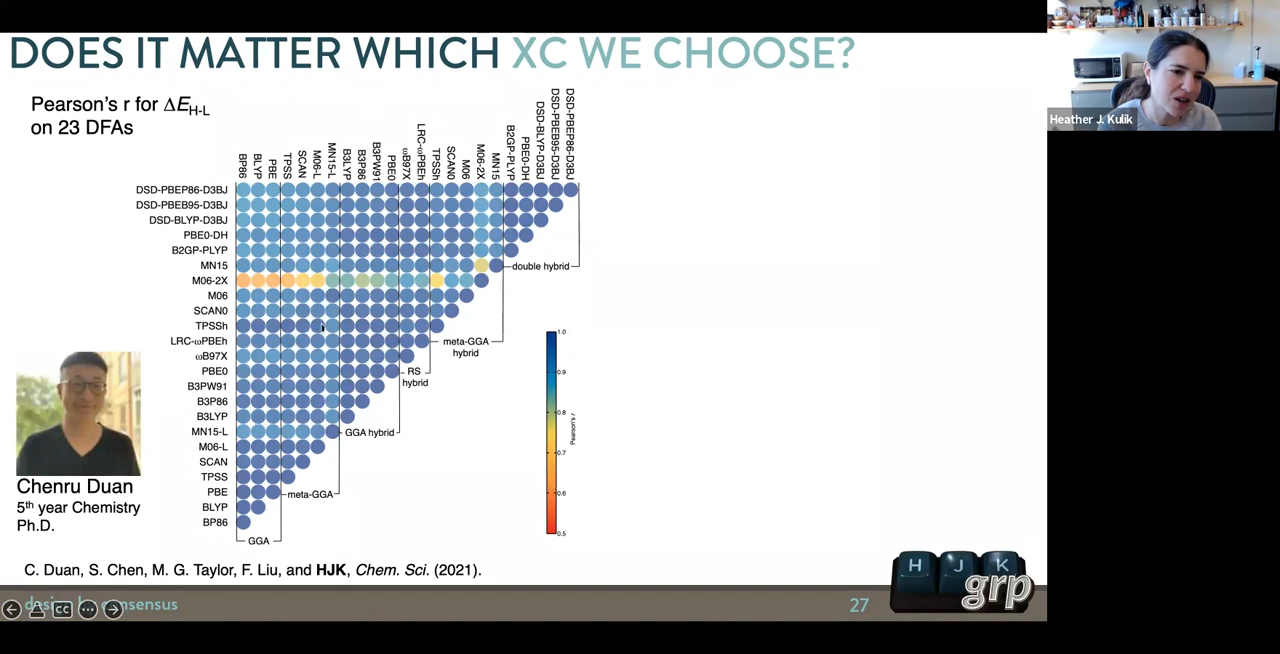 DOES IT MATTER WHICH XC WE CHOOSE?
Heather J. Kulik
Pearson's r for ΔE_H-L
on 23 DFAs
BP86
BLYP
PBE
TPSS
SCAN
M06-L
MN15-L
B3LYP
B3P86
B3PW91
PBE0
ωB97X
LRC-ωPBEh
TPSSh
SCAN0
M06
M06-2X
MN15
B2GP-PLYP
PBE0-DH
DSD-BLYP-D3BJ
DSD-PBEB95-D3BJ
DSD-PBEP86-D3BJ
DSD-PBEP86-D3BJ
DSD-PBEB95-D3BJ
DSD-BLYP-D3BJ
PBE0-DH
B2GP-PLYP
MN15
double hybrid
M06-2X
M06
SCAN0
TPSSh
LRC-ωPBEh
meta-GGA
hybrid
ωB97X
PBE0
RS
hybrid
B3PW91
B3P86
B3LYP
MN15-L
GGA hybrid
M06-L
SCAN
TPSS
PBE
meta-GGA
BLYP
BP86
GGA
1.0
0.9
0.8
0.7
0.6
0.5
Pearson's r
Chenru Duan
5th year Chemistry
Ph.D.
C. Duan, S. Chen, M. G. Taylor, F. Liu, and HJK, Chem. Sci. (2021).
CC
consensus
27
H J K
grp